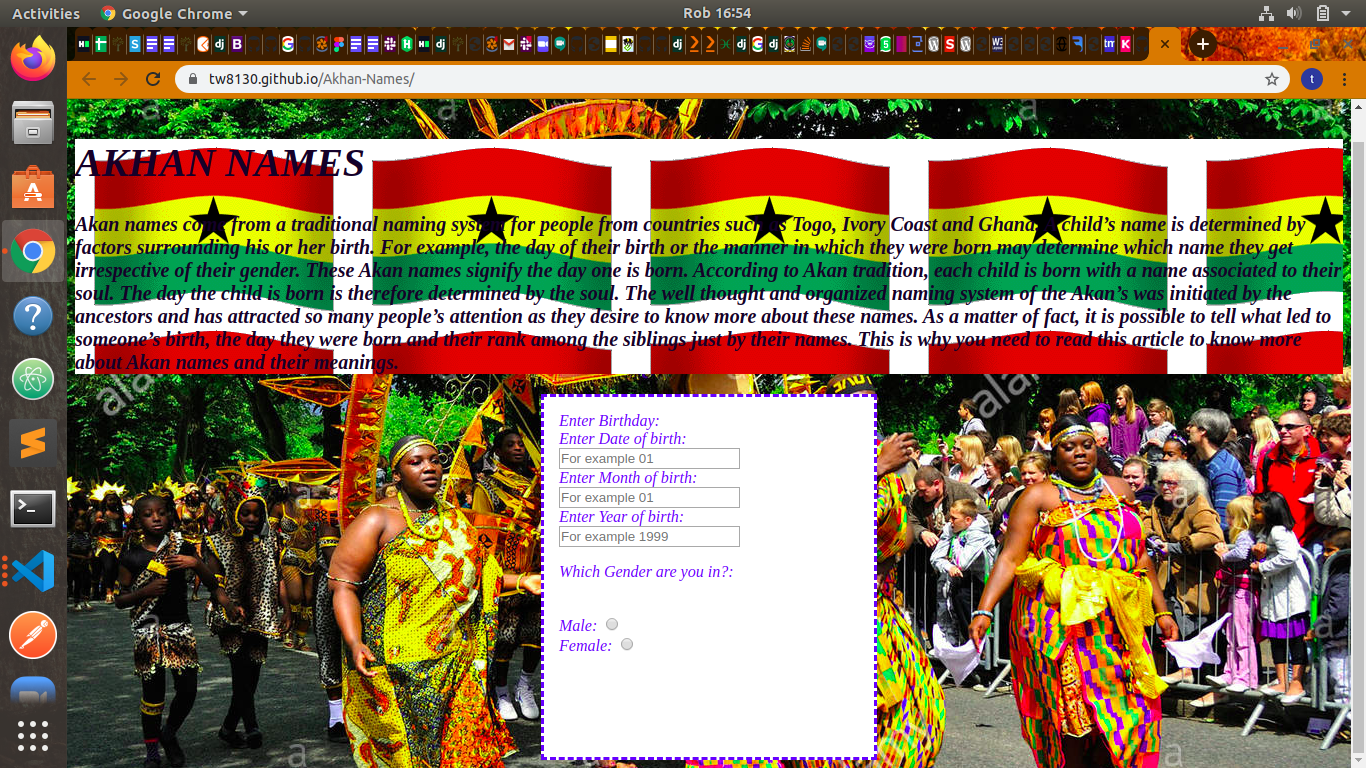 Activities
Google Chrome
Rob 16:54
tw8130.github.io/Akhan-Names/
t
AKHAN NAMES
Akan names come from a traditional naming system for people from countries such as Togo, Ivory Coast and Ghana. child’s name is determined by
factors surrounding his or her birth. For example, the day of their birth or the manner in which they were born may determine which name they get
irrespective of their gender. These Akan names signify the day one is born. According to Akan tradition, each child is born with a name associated to their
soul. The day the child is born is therefore determined by the soul. The well thought and organized naming system of the Akan’s was initiated by the
ancestors and has attracted so many people’s attention as they desire to know more about these names. As a matter of fact, it is possible to tell what led to
someone’s birth, the day they were born and their rank among the siblings just by their names. This is why you need to read this article to know more
about Akan names and their meanings.
Enter Birthday:
Enter Date of birth:
For example 01
Enter Month of birth:
For example 01
Enter Year of birth:
For example 1999
Which Gender are you in?:
Male:
Female: